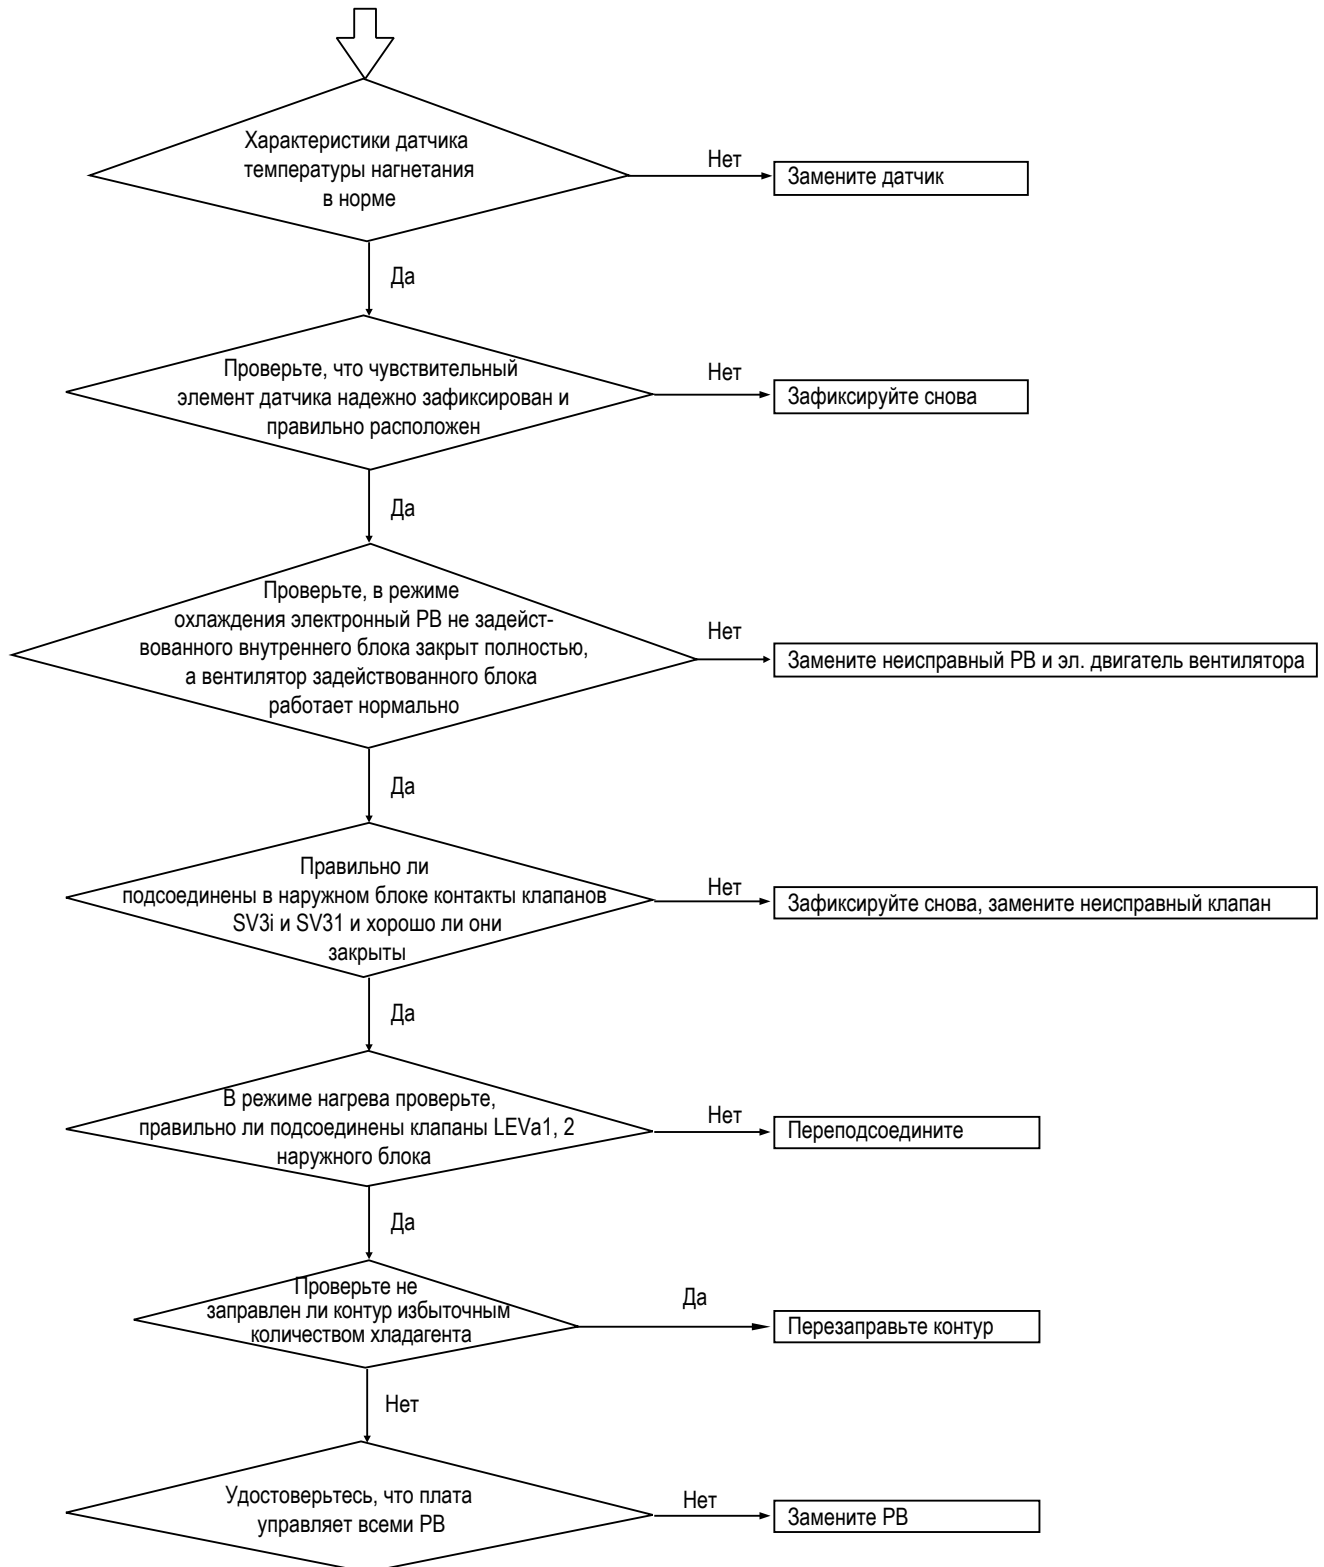 Характеристики датчика
температуры нагнетания
в норме
Нет
Замените датчик
Да
Проверьте, что чувствительный
элемент датчика надежно зафиксирован и
правильно расположен
Нет
Зафиксируйте снова
Да
Проверьте, в режиме
охлаждения электронный РВ не задейст-
вованного внутреннего блока закрыт полностью,
а вентилятор задействованного блока
работает нормально
Нет
Замените неисправный РВ и эл. двигатель вентилятора
Да
Правильно ли
подсоединены в наружном блоке контакты клапанов
SV3i и SV31 и хорошо ли они
закрыты
Нет
Зафиксируйте снова, замените неисправный клапан
Да
В режиме нагрева проверьте,
правильно ли подсоединены клапаны LEVa1, 2
наружного блока
Нет
Переподсоедините
Да
Проверьте не
заправлен ли контур избыточным
количеством хладагента
Да
Перезаправьте контур
Нет
Удостоверьтесь, что плата
управляет всеми РВ
Нет
Замените РВ